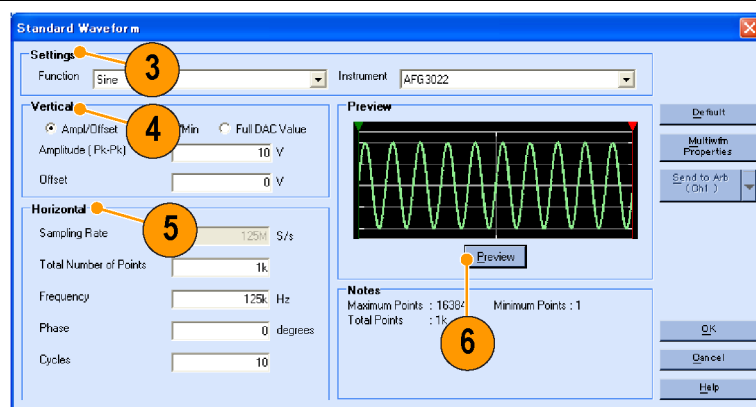 Standard Waveform
Settings
3
Function Sine Instrument AFG3022
Vertical
4
Ampl/Offset /Min Full DAC Value
Amplitude ( Pk-Pk) 10 V
Offset 0 V
Preview
Default
Multiwfm
Properties
Send to Arb
(Ch1 )
Horizontal
5
Sampling Rate 125M S/s
Total Number of Points 1k
Frequency 125k Hz
Phase 0 degrees
Cycles 10
Preview
6
Notes
Maximum Points : 16384 Minimum Points : 1
Total Points : 1k
OK
Cancel
Help